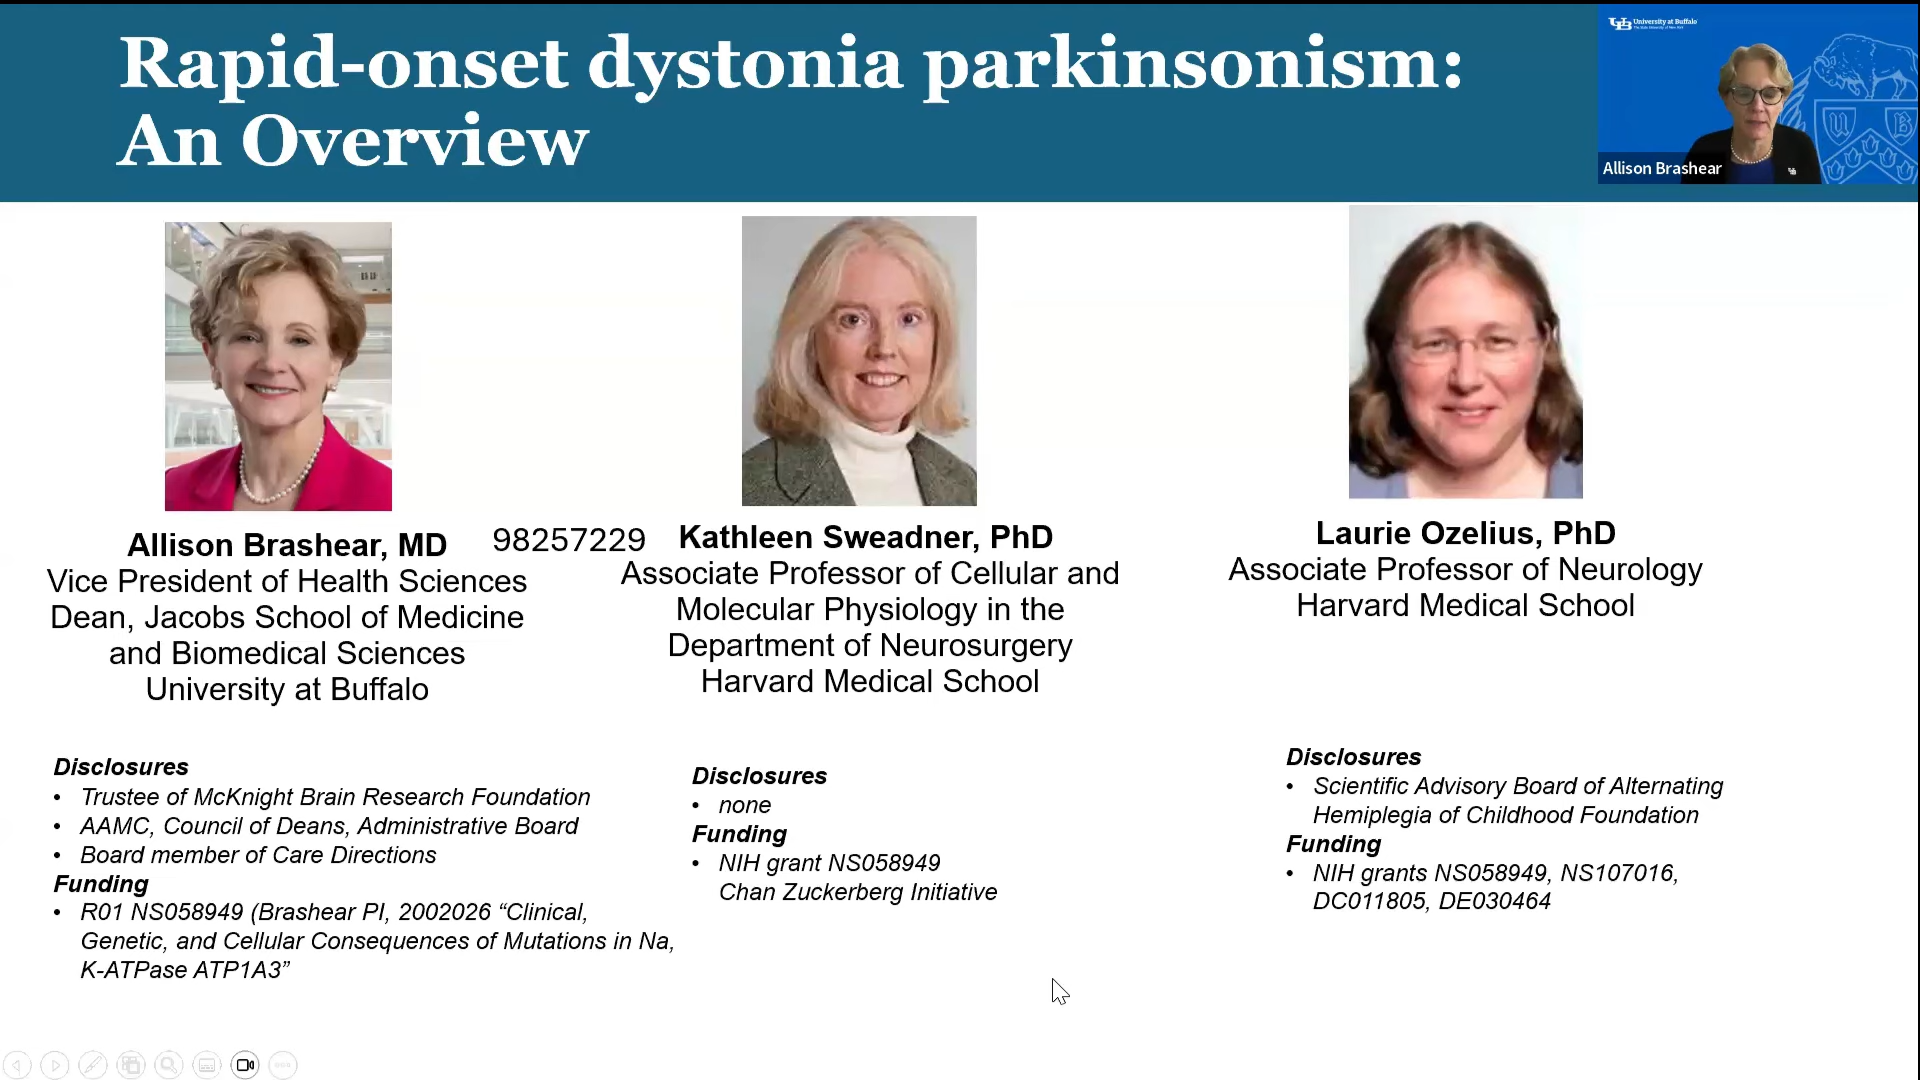 Rapid-onset dystonia parkinsonism:
An Overview
University at Buffalo
The State University of New York
U B
Allison Brashear
Allison Brashear, MD
Vice President of Health Sciences
Dean, Jacobs School of Medicine
and Biomedical Sciences
University at Buffalo
98257229
Kathleen Sweadner, PhD
Associate Professor of Cellular and
Molecular Physiology in the
Department of Neurosurgery
Harvard Medical School
Laurie Ozelius, PhD
Associate Professor of Neurology
Harvard Medical School
Disclosures
• Trustee of McKnight Brain Research Foundation
• AAMC, Council of Deans, Administrative Board
• Board member of Care Directions
Funding
• R01 NS058949 (Brashear PI, 2002026 “Clinical,
Genetic, and Cellular Consequences of Mutations in Na,
K-ATPase ATP1A3”
Disclosures
• none
Funding
• NIH grant NS058949
Chan Zuckerberg Initiative
Disclosures
• Scientific Advisory Board of Alternating
Hemiplegia of Childhood Foundation
Funding
• NIH grants NS058949, NS107016,
DC011805, DE030464